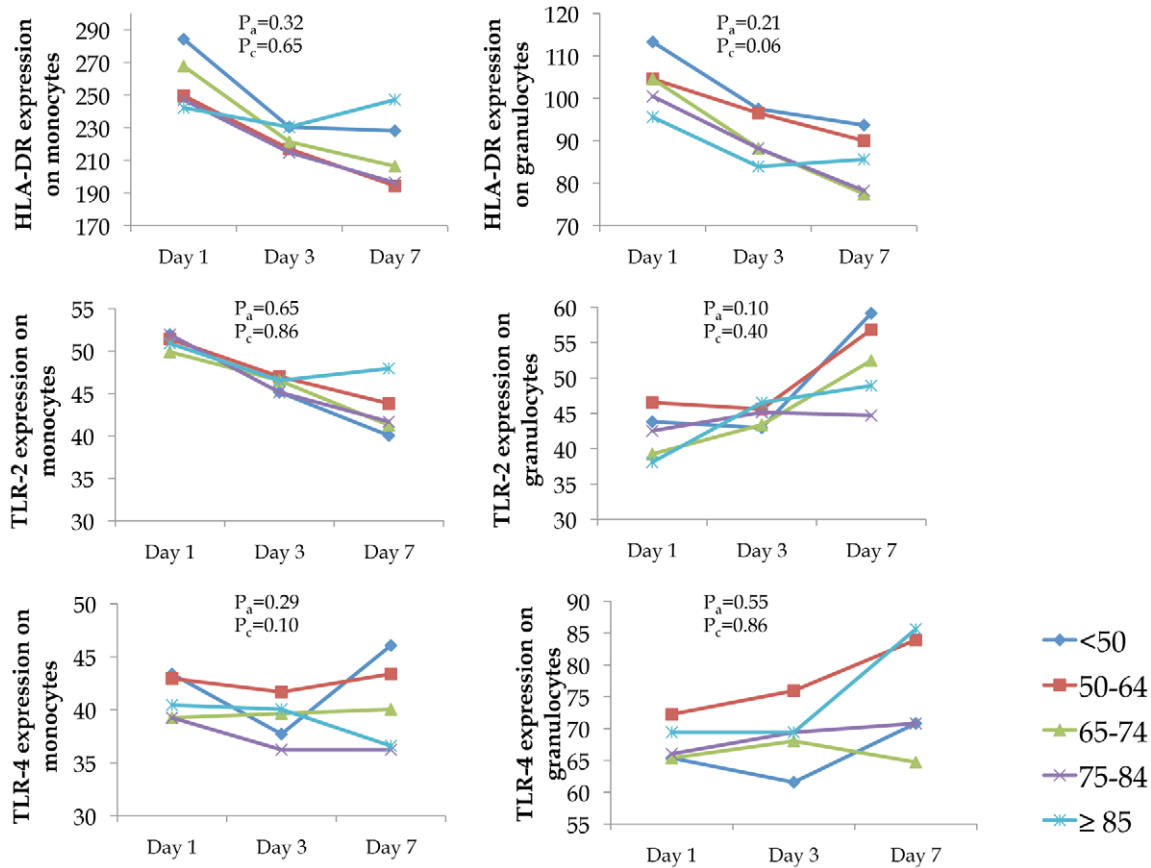 HLA-DR expression
on monocytes
290
270
250
230
210
190
170
Pa=0.32
Pc=0.65
Day 1 Day 3 Day 7
HLA-DR expression
on granulocytes
120
110
100
90
80
70
Pa=0.21
Pc=0.06
Day 1 Day 3 Day 7
TLR-2 expression on
monocytes
55
50
45
40
35
30
Pa=0.65
Pc=0.86
Day 1 Day 3 Day 7
TLR-2 expression on
granulocytes
60
55
50
45
40
35
30
Pa=0.10
Pc=0.40
Day 1 Day 3 Day 7
TLR-4 expression on
monocytes
50
45
40
35
30
Pa=0.29
Pc=0.10
Day 1 Day 3 Day 7
TLR-4 expression on
granulocytes
90
85
80
75
70
65
60
55
Pa=0.55
Pc=0.86
Day 1 Day 3 Day 7
<50
50-64
65-74
75-84
≥ 85